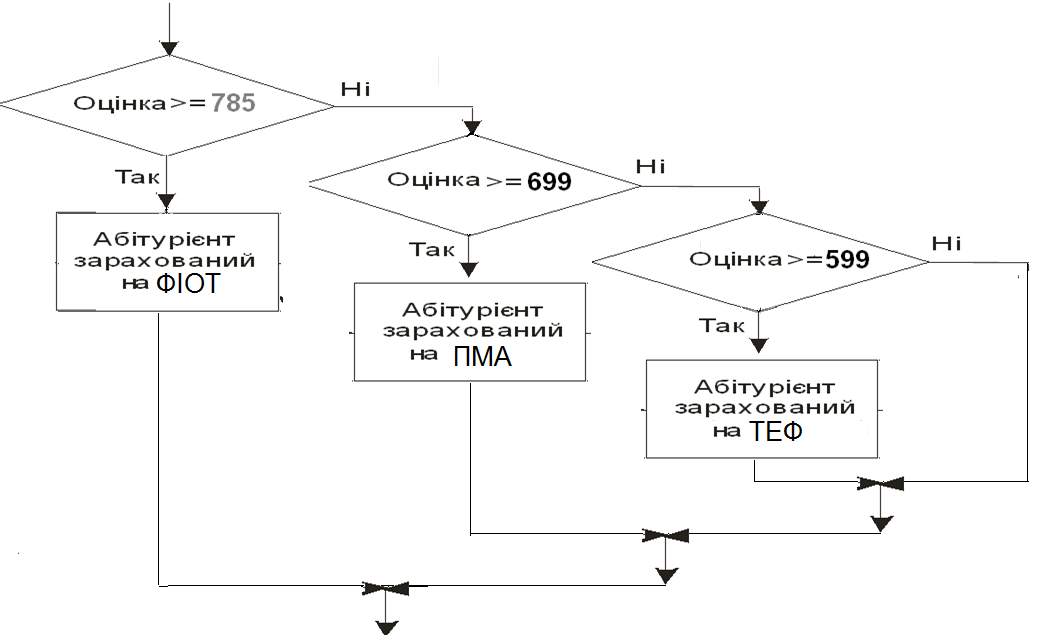 Оцінка >= 785
Ні
Так
Абітурієнт
зарахований
на ФІОТ
Оцінка >= 699
Ні
Так
Абітурієнт
зарахований
на ПМА
Оцінка >= 599
Ні
Так
Абітурієнт
зарахований
на ТЕФ